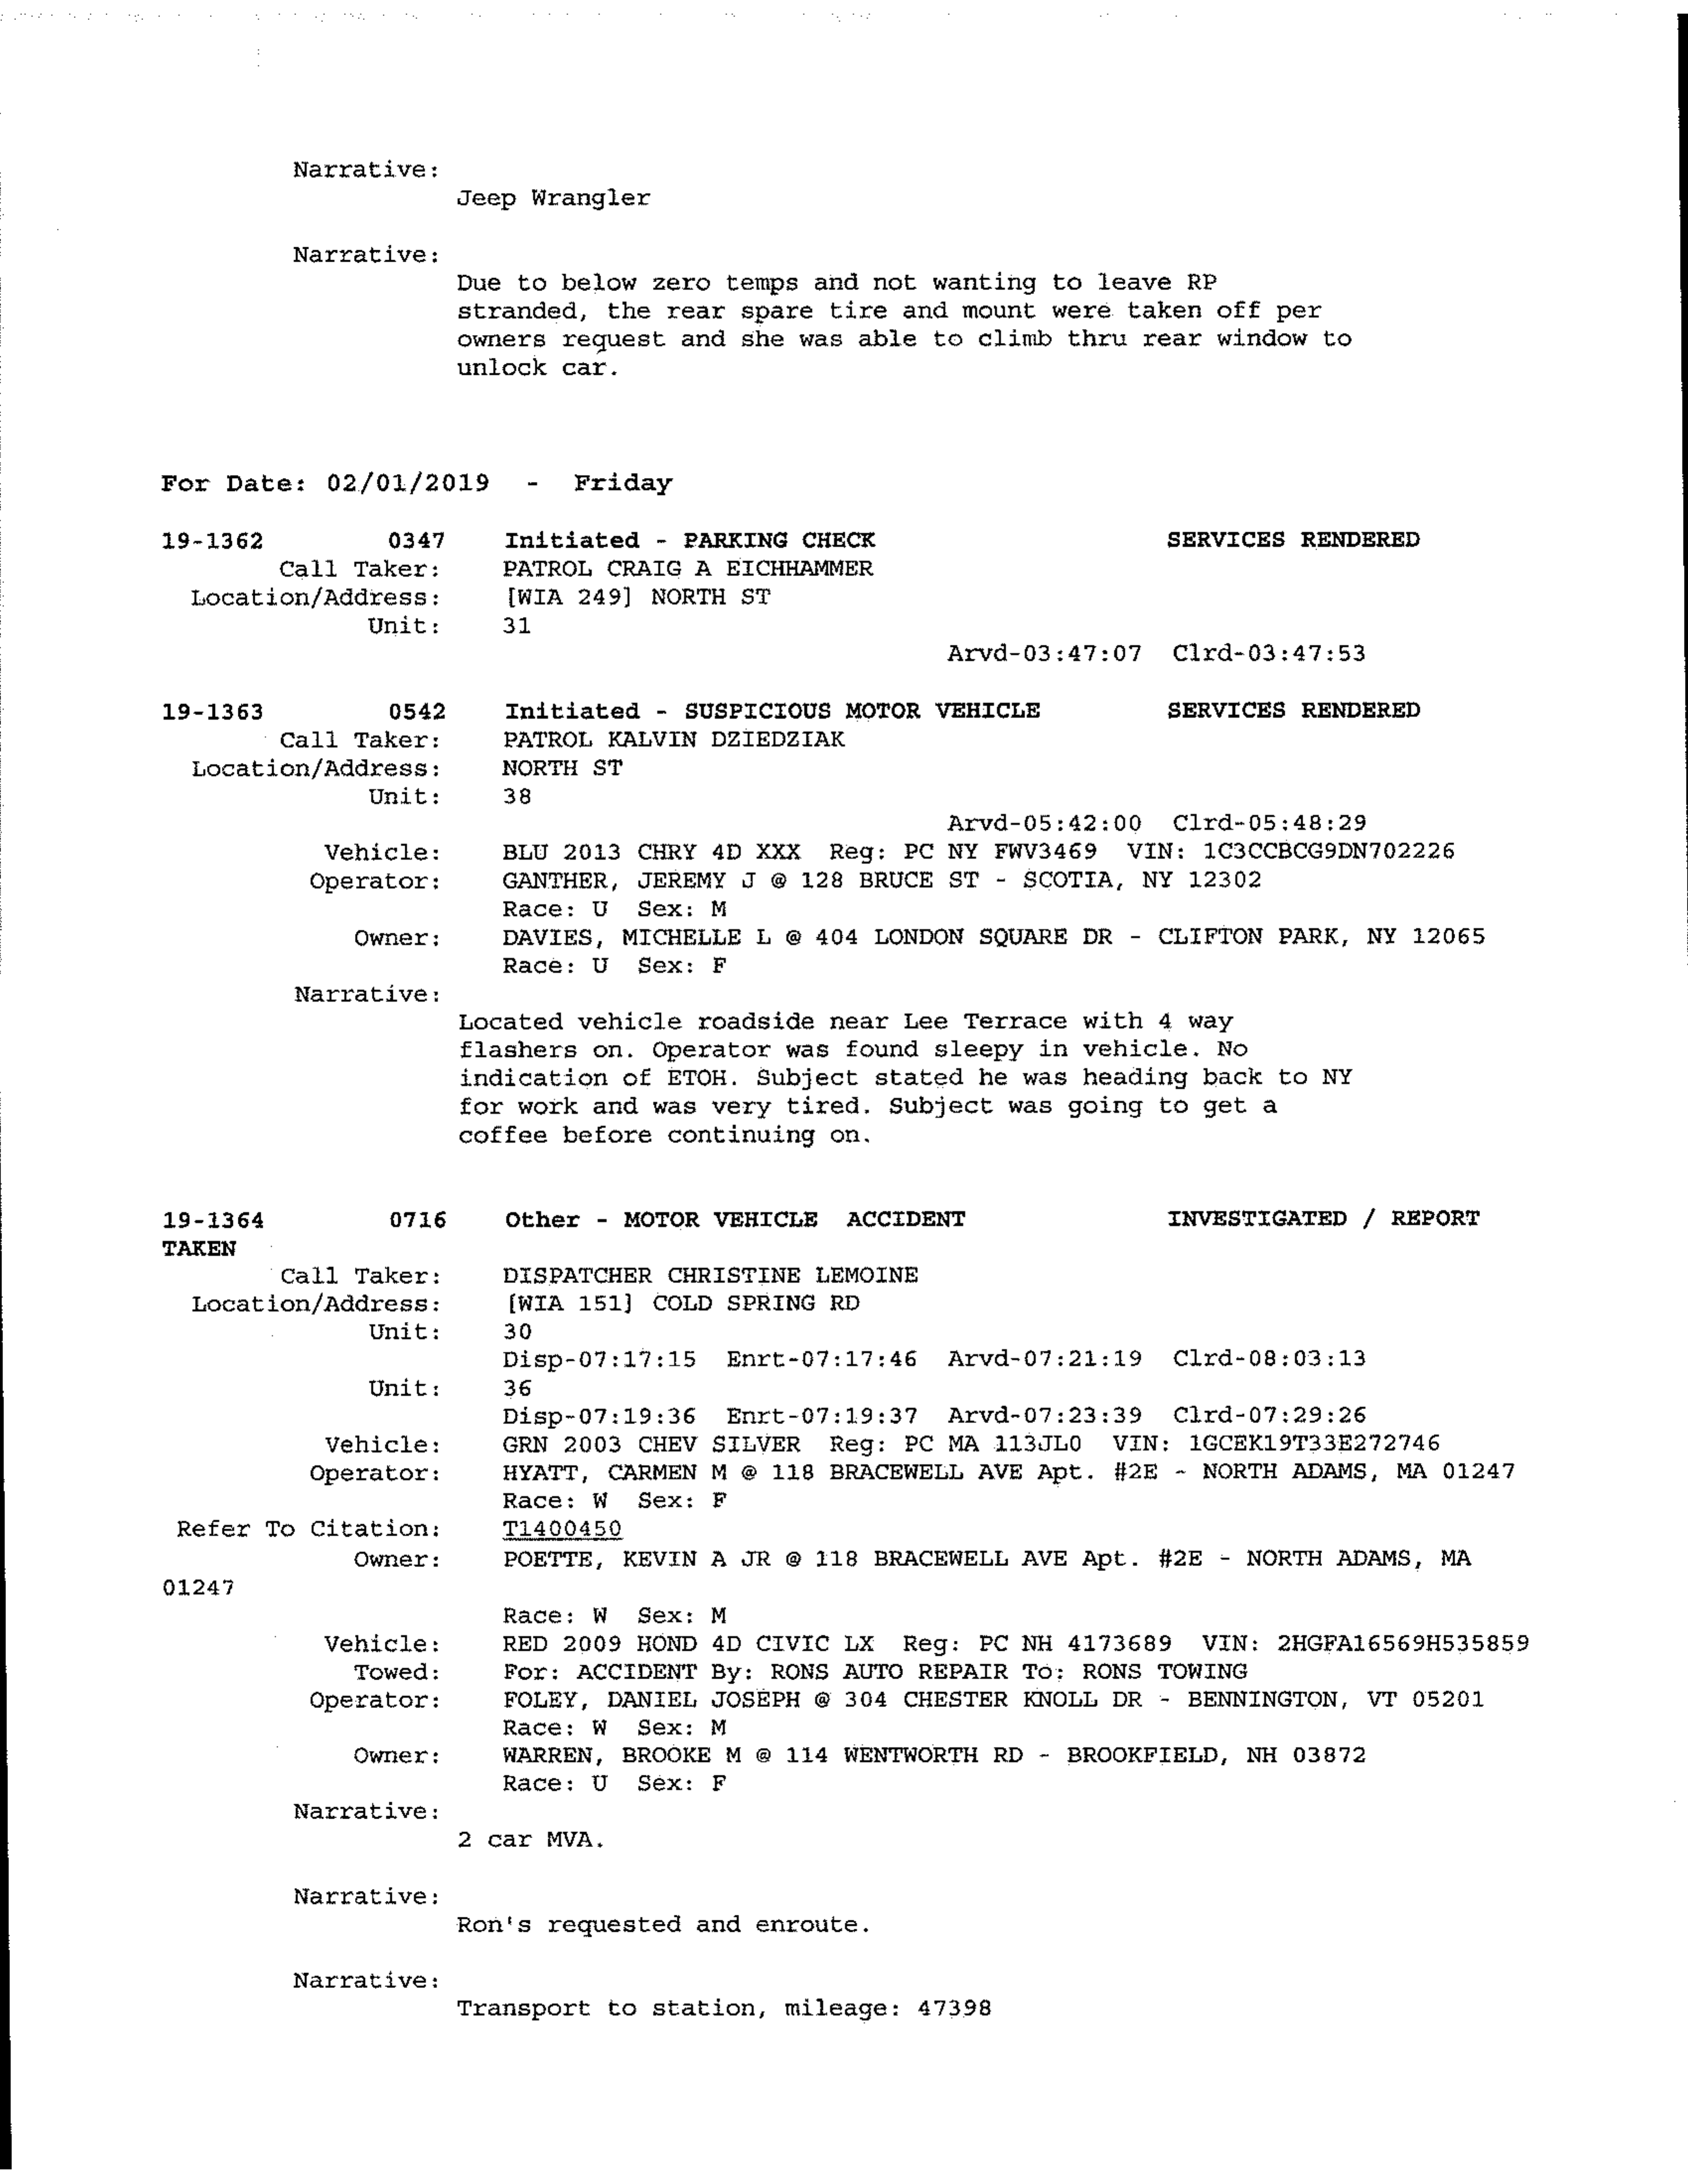 Narrative:
Jeep Wrangler
Narrative:
Due to below zero temps and not wanting to leave RP
stranded, the rear spare tire and mount were taken off per
owners request and she was able to climb thru rear window to
unlock car.
For Date: 02/01/2019 - Friday
19-1362 0347 Initiated - PARKING CHECK SERVICES RENDERED
Call Taker: PATROL CRAIG A EICHHAMMER
Location/Address: [WIA 249] NORTH ST
Unit: 31
Arvd-03:47:07 Clrd-03:47:53
19-1363 0542 Initiated - SUSPICIOUS MOTOR VEHICLE SERVICES RENDERED
Call Taker: PATROL KALVIN DZIEDZIAK
Location/Address: NORTH ST
Unit: 38
Arvd-05:42:00 Clrd-05:48:29
Vehicle: BLU 2013 CHRY 4D XXX Reg: PC NY FWV3469 VIN: 1C3CCBCG9DN702226
Operator: GANTHER, JEREMY J @ 128 BRUCE ST - SCOTIA, NY 12302
Race: U Sex: M
Owner: DAVIES, MICHELLE L @ 404 LONDON SQUARE DR - CLIFTON PARK, NY 12065
Race: U Sex: F
Narrative:
Located vehicle roadside near Lee Terrace with 4 way
flashers on. Operator was found sleepy in vehicle. No
indication of ETOH. Subject stated he was heading back to NY
for work and was very tired. Subject was going to get a
coffee before continuing on.
19-1364 0716 Other - MOTOR VEHICLE ACCIDENT INVESTIGATED / REPORT
TAKEN
Call Taker: DISPATCHER CHRISTINE LEMOINE
Location/Address: [WIA 151] COLD SPRING RD
Unit: 30
Disp-07:17:15 Enrt-07:17:46 Arvd-07:21:19 Clrd-08:03:13
Unit: 36
Disp-07:19:36 Enrt-07:19:37 Arvd-07:23:39 Clrd-07:29:26
Vehicle: GRN 2003 CHEV SILVER Reg: PC MA 113JL0 VIN: 1GCEK19T33E272746
Operator: HYATT, CARMEN M @ 118 BRACEWELL AVE Apt. #2E - NORTH ADAMS, MA 01247
Race: W Sex: F
Refer To Citation: T1400450
Owner: POETTE, KEVIN A JR @ 118 BRACEWELL AVE Apt. #2E - NORTH ADAMS, MA
01247
Race: W Sex: M
Vehicle: RED 2009 HOND 4D CIVIC LX Reg: PC NH 4173689 VIN: 2HGFA16569H535859
Towed: For: ACCIDENT By: RONS AUTO REPAIR To: RONS TOWING
Operator: FOLEY, DANIEL JOSEPH @ 304 CHESTER KNOLL DR - BENNINGTON, VT 05201
Race: W Sex: M
Owner: WARREN, BROOKE M @ 114 WENTWORTH RD - BROOKFIELD, NH 03872
Race: U Sex: F
Narrative:
2 car MVA.
Narrative:
Ron's requested and enroute.
Narrative:
Transport to station, mileage: 47398